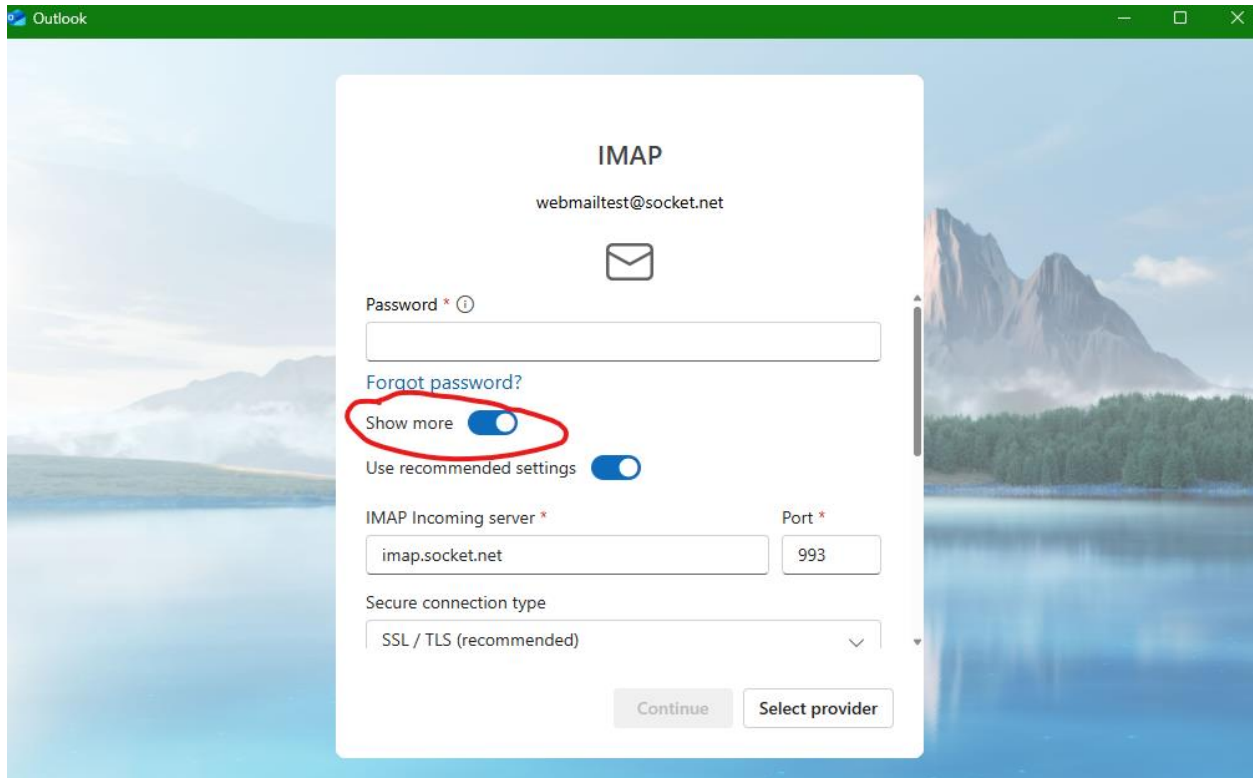 Outlook
IMAP
webmailtest@socket.net
Password *
Forgot password?
Show more
Use recommended settings
IMAP Incoming server * Port *
imap.socket.net 993
Secure connection type
SSL / TLS (recommended)
Continue Select provider